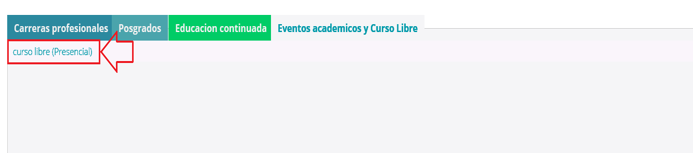 Carreras profesionales Posgrados Educacion continuada Eventos academicos y Curso Libre
curso libre (Presencial)